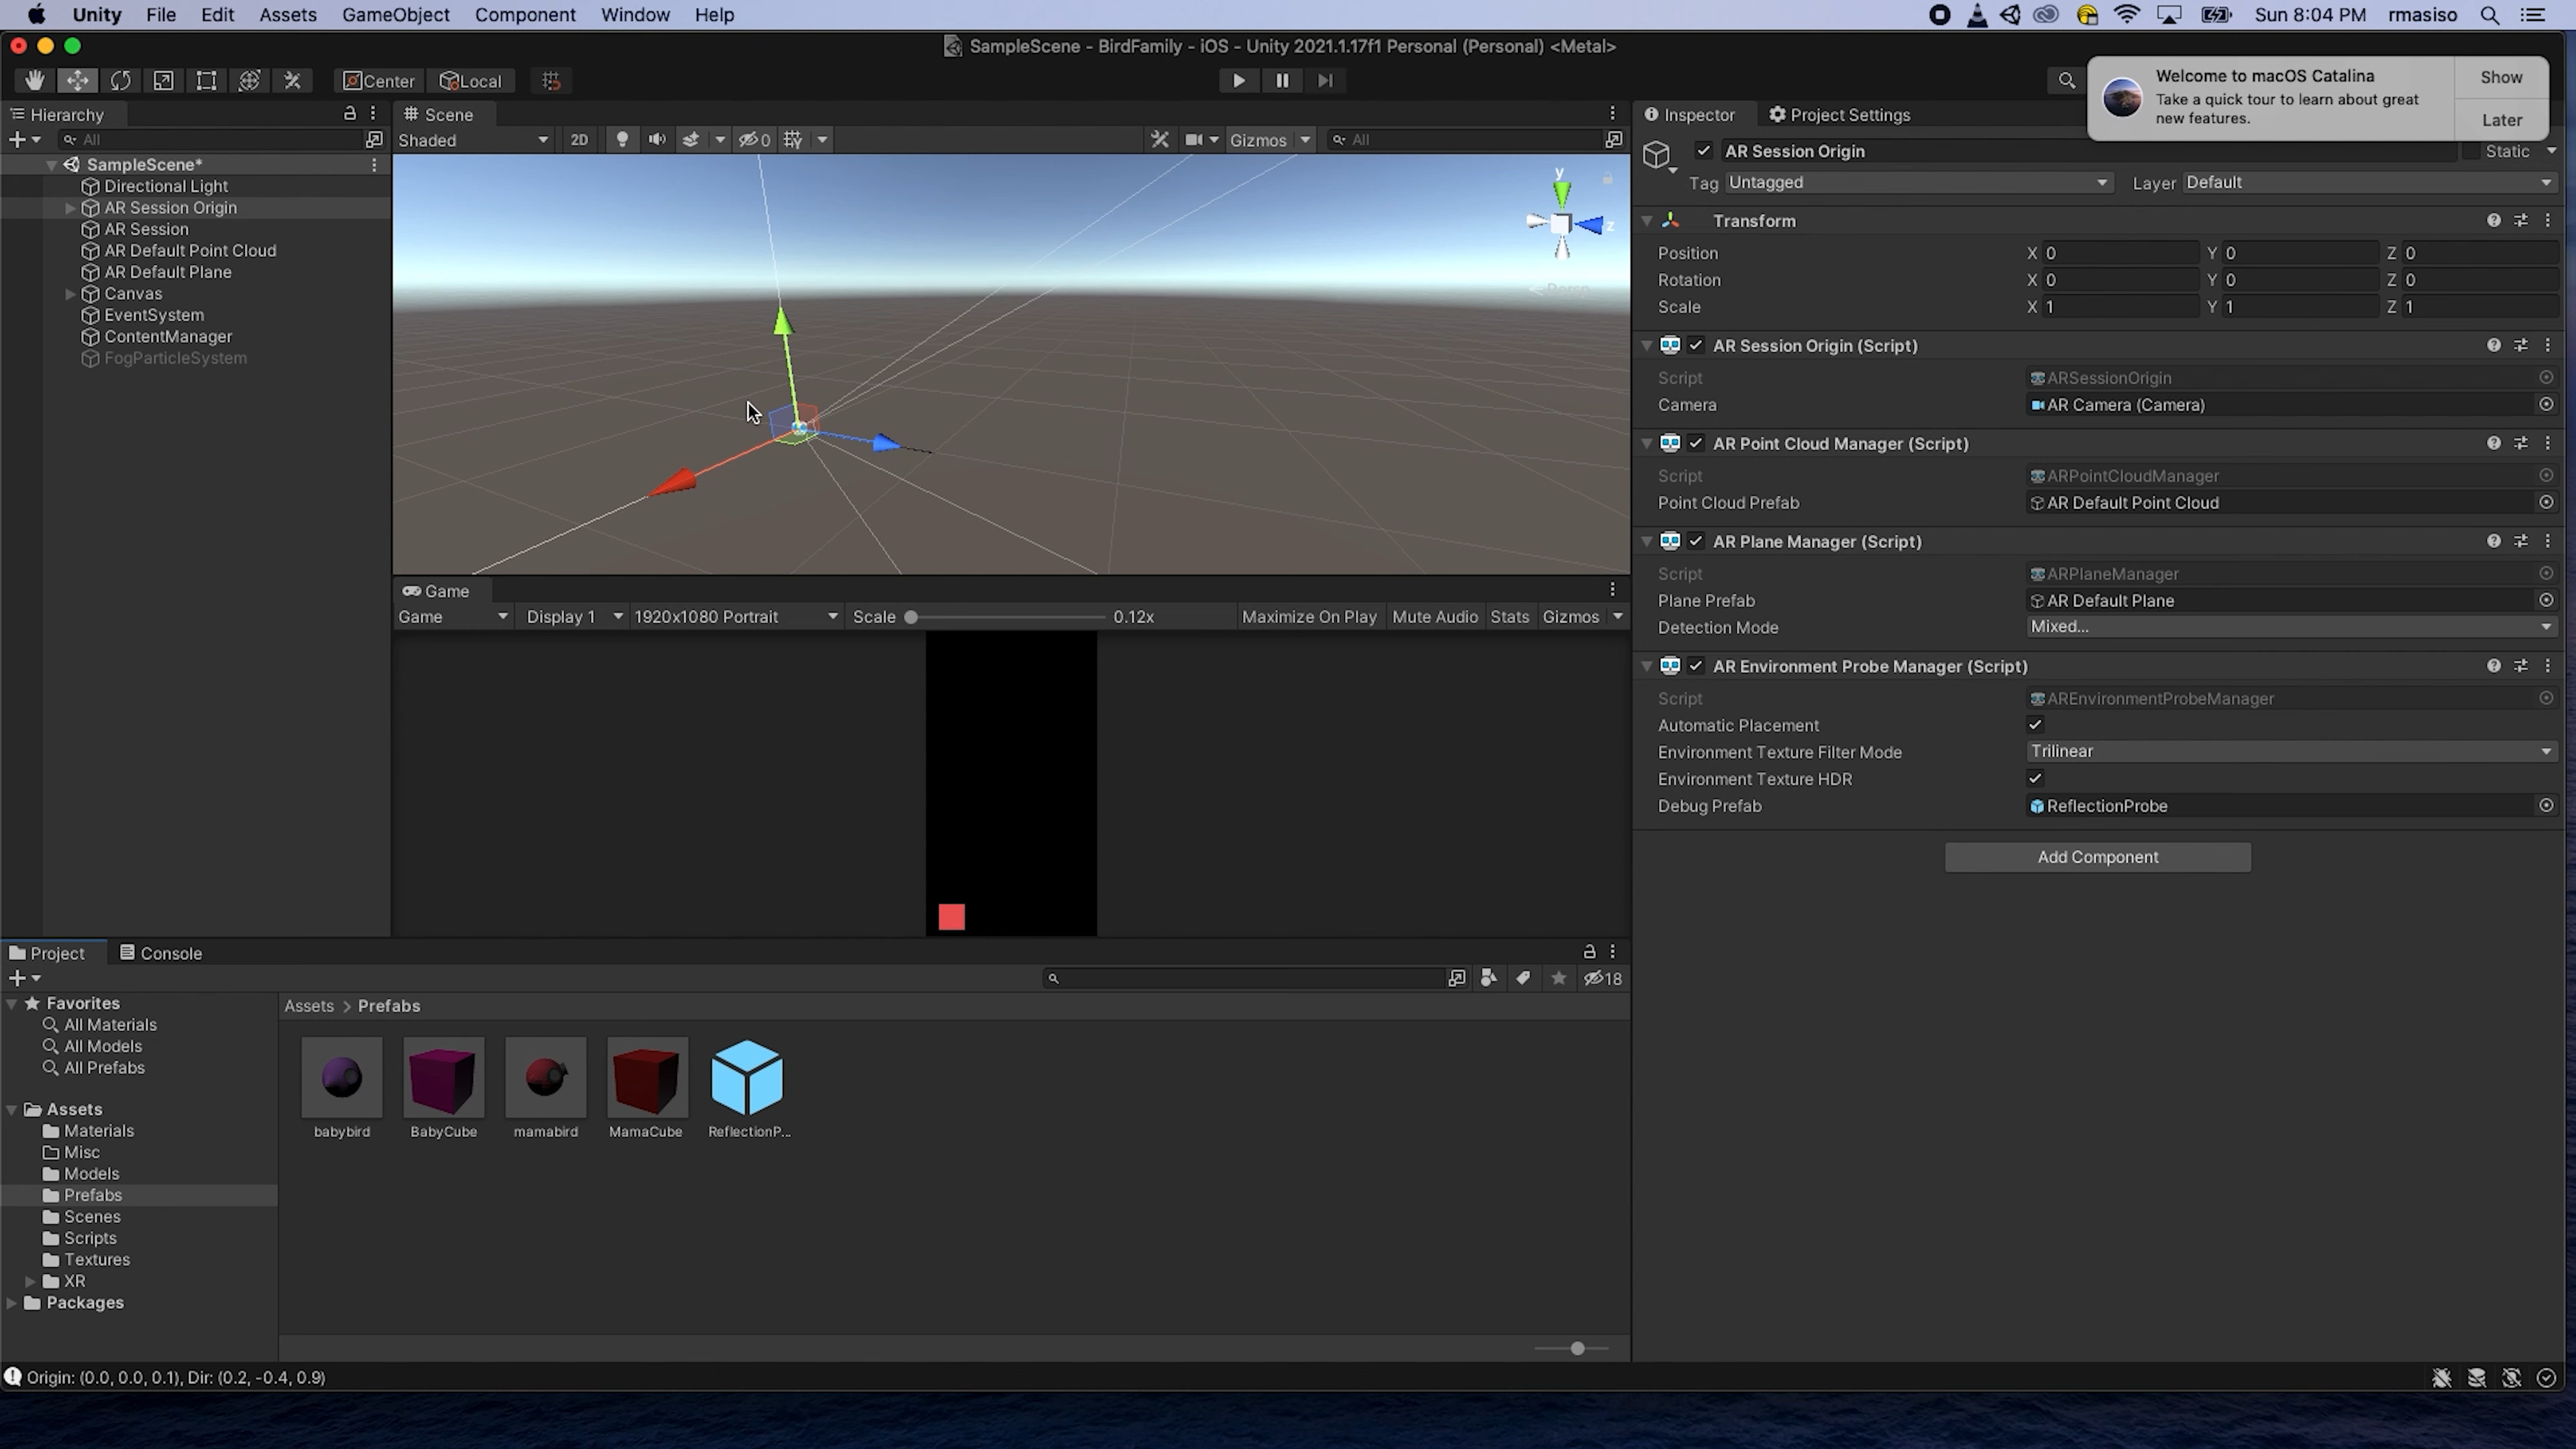 Unity File Edit Assets GameObject Component Window Help Sun 8:04 PM rmasiso
SampleScene - BirdFamily - iOS - Unity 2021.1.17f1 Personal (Personal) <Metal>
Center Local
Welcome to macOS Catalina
Take a quick tour to learn about great
new features.
Show
Later
Hierarchy
All
SampleScene*
Directional Light
AR Session Origin
AR Session
AR Default Point Cloud
AR Default Plane
Canvas
EventSystem
ContentManager
FogParticleSystem
Scene
Shaded 2D 0 Gizmos All
y
z
Persp
Game
Game Display 1 1920x1080 Portrait Scale 0.12x Maximize On Play Mute Audio Stats Gizmos
Inspector Project Settings
AR Session Origin Static
Tag Untagged Layer Default
Transform
Position X 0 Y 0 Z 0
Rotation X 0 Y 0 Z 0
Scale X 1 Y 1 Z 1
AR Session Origin (Script)
Script ARSessionOrigin
Camera AR Camera (Camera)
AR Point Cloud Manager (Script)
Script ARPointCloudManager
Point Cloud Prefab AR Default Point Cloud
AR Plane Manager (Script)
Script ARPlaneManager
Plane Prefab AR Default Plane
Detection Mode Mixed...
AR Environment Probe Manager (Script)
Script AREnvironmentProbeManager
Automatic Placement
Environment Texture Filter Mode Trilinear
Environment Texture HDR
Debug Prefab ReflectionProbe
Add Component
Project Console
18
Favorites
All Materials
All Models
All Prefabs
Assets
Materials
Misc
Models
Prefabs
Scenes
Scripts
Textures
XR
Packages
Assets > Prefabs
babybird BabyCube mamabird MamaCube ReflectionP...
Origin: (0.0, 0.0, 0.1), Dir: (0.2, -0.4, 0.9)